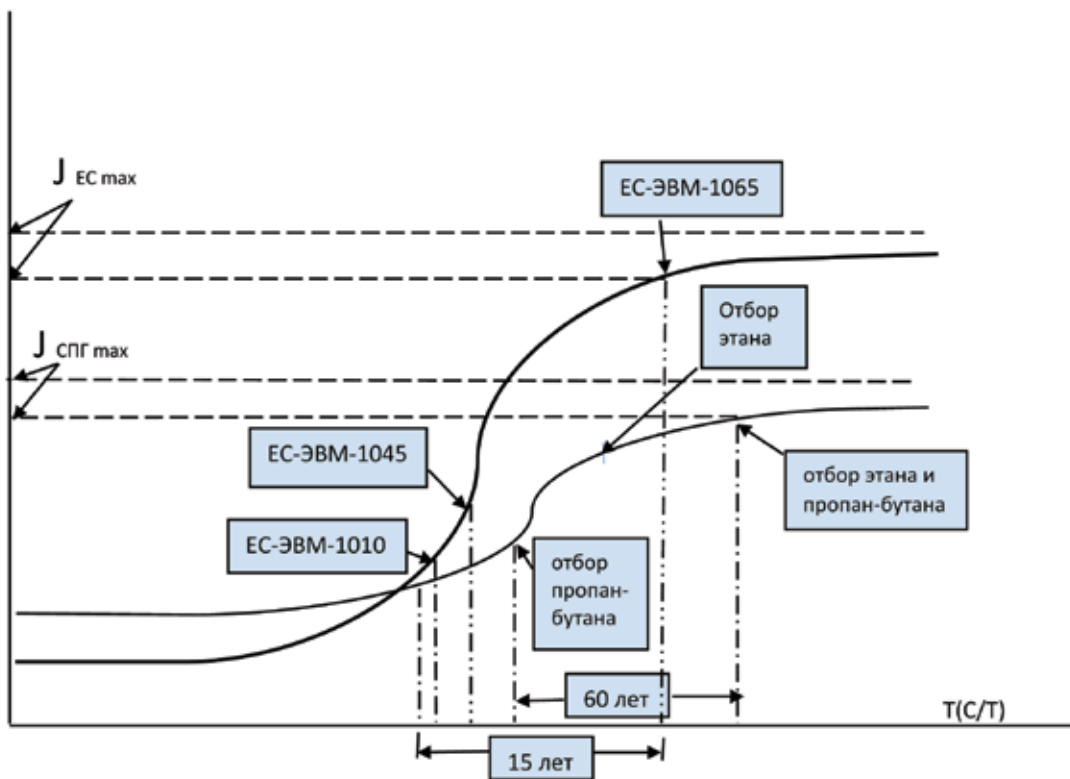 J ЕС max
ЕС-ЭВМ-1065
Отбор
этана
J СПГ max
ЕС-ЭВМ-1045
отбор этана и
пропан-бутана
ЕС-ЭВМ-1010
отбор
пропан-
бутана
60 лет
Т(С/Т)
15 лет